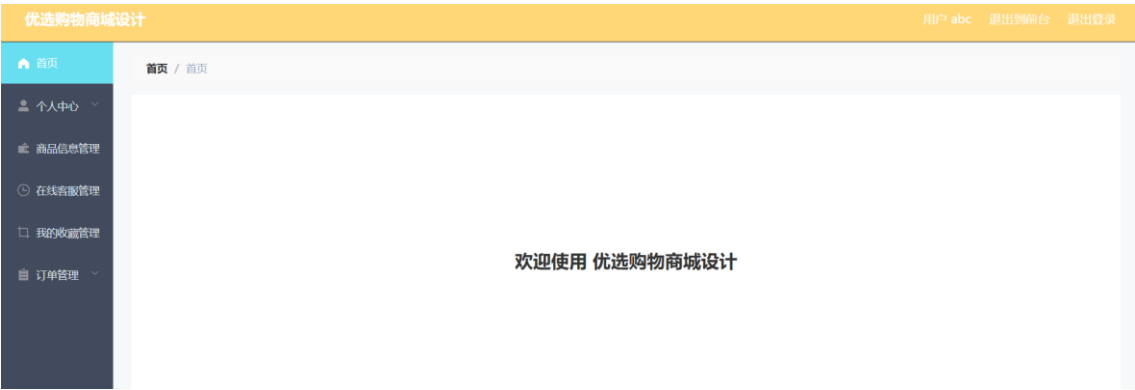 优选购物商城设计
用户 abc 退出到前台 退出登录
首页
首页 / 首页
个人中心
商品信息管理
在线客服管理
我的收藏管理
订单管理
欢迎使用 优选购物商城设计